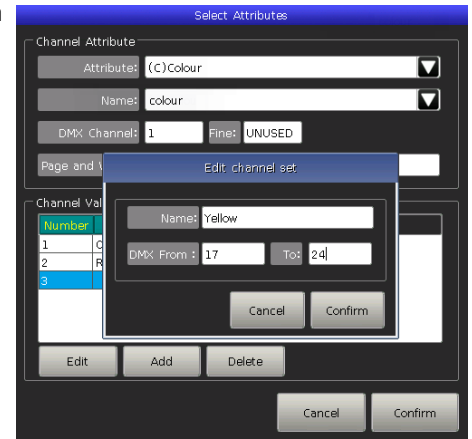 Select Attributes
Channel Attribute
Attribute: (C)Colour
Name: colour
DMX Channel: 1 Fine: UNUSED
Page and
Edit channel set
Channel Val
Name: Yellow
Number
1
DMX From : 17 To: 24
2 R
3
Cancel Confirm
Edit Add Delete
Cancel Confirm